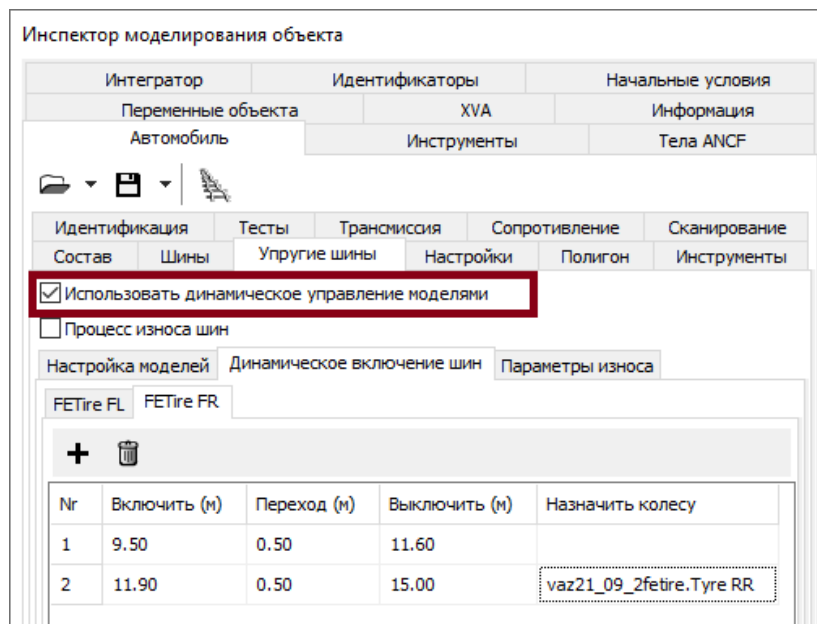 Инспектор моделирования объекта
Интегратор Идентификаторы Начальные условия
Переменные объекта XVA Информация
Автомобиль Инструменты Тела ANCF
Идентификация Тесты Трансмиссия Сопротивление Сканирование
Состав Шины Упругие шины Настройки Полигон Инструменты
Использовать динамическое управление моделями
Процесс износа шин
Настройка моделей Динамическое включение шин Параметры износа
FETire FL FETire FR
Nr Включить (м) Переход (м) Выключить (м) Назначить колесу
1 9.50 0.50 11.60
2 11.90 0.50 15.00 vaz21_09_2fetire.Tyre RR